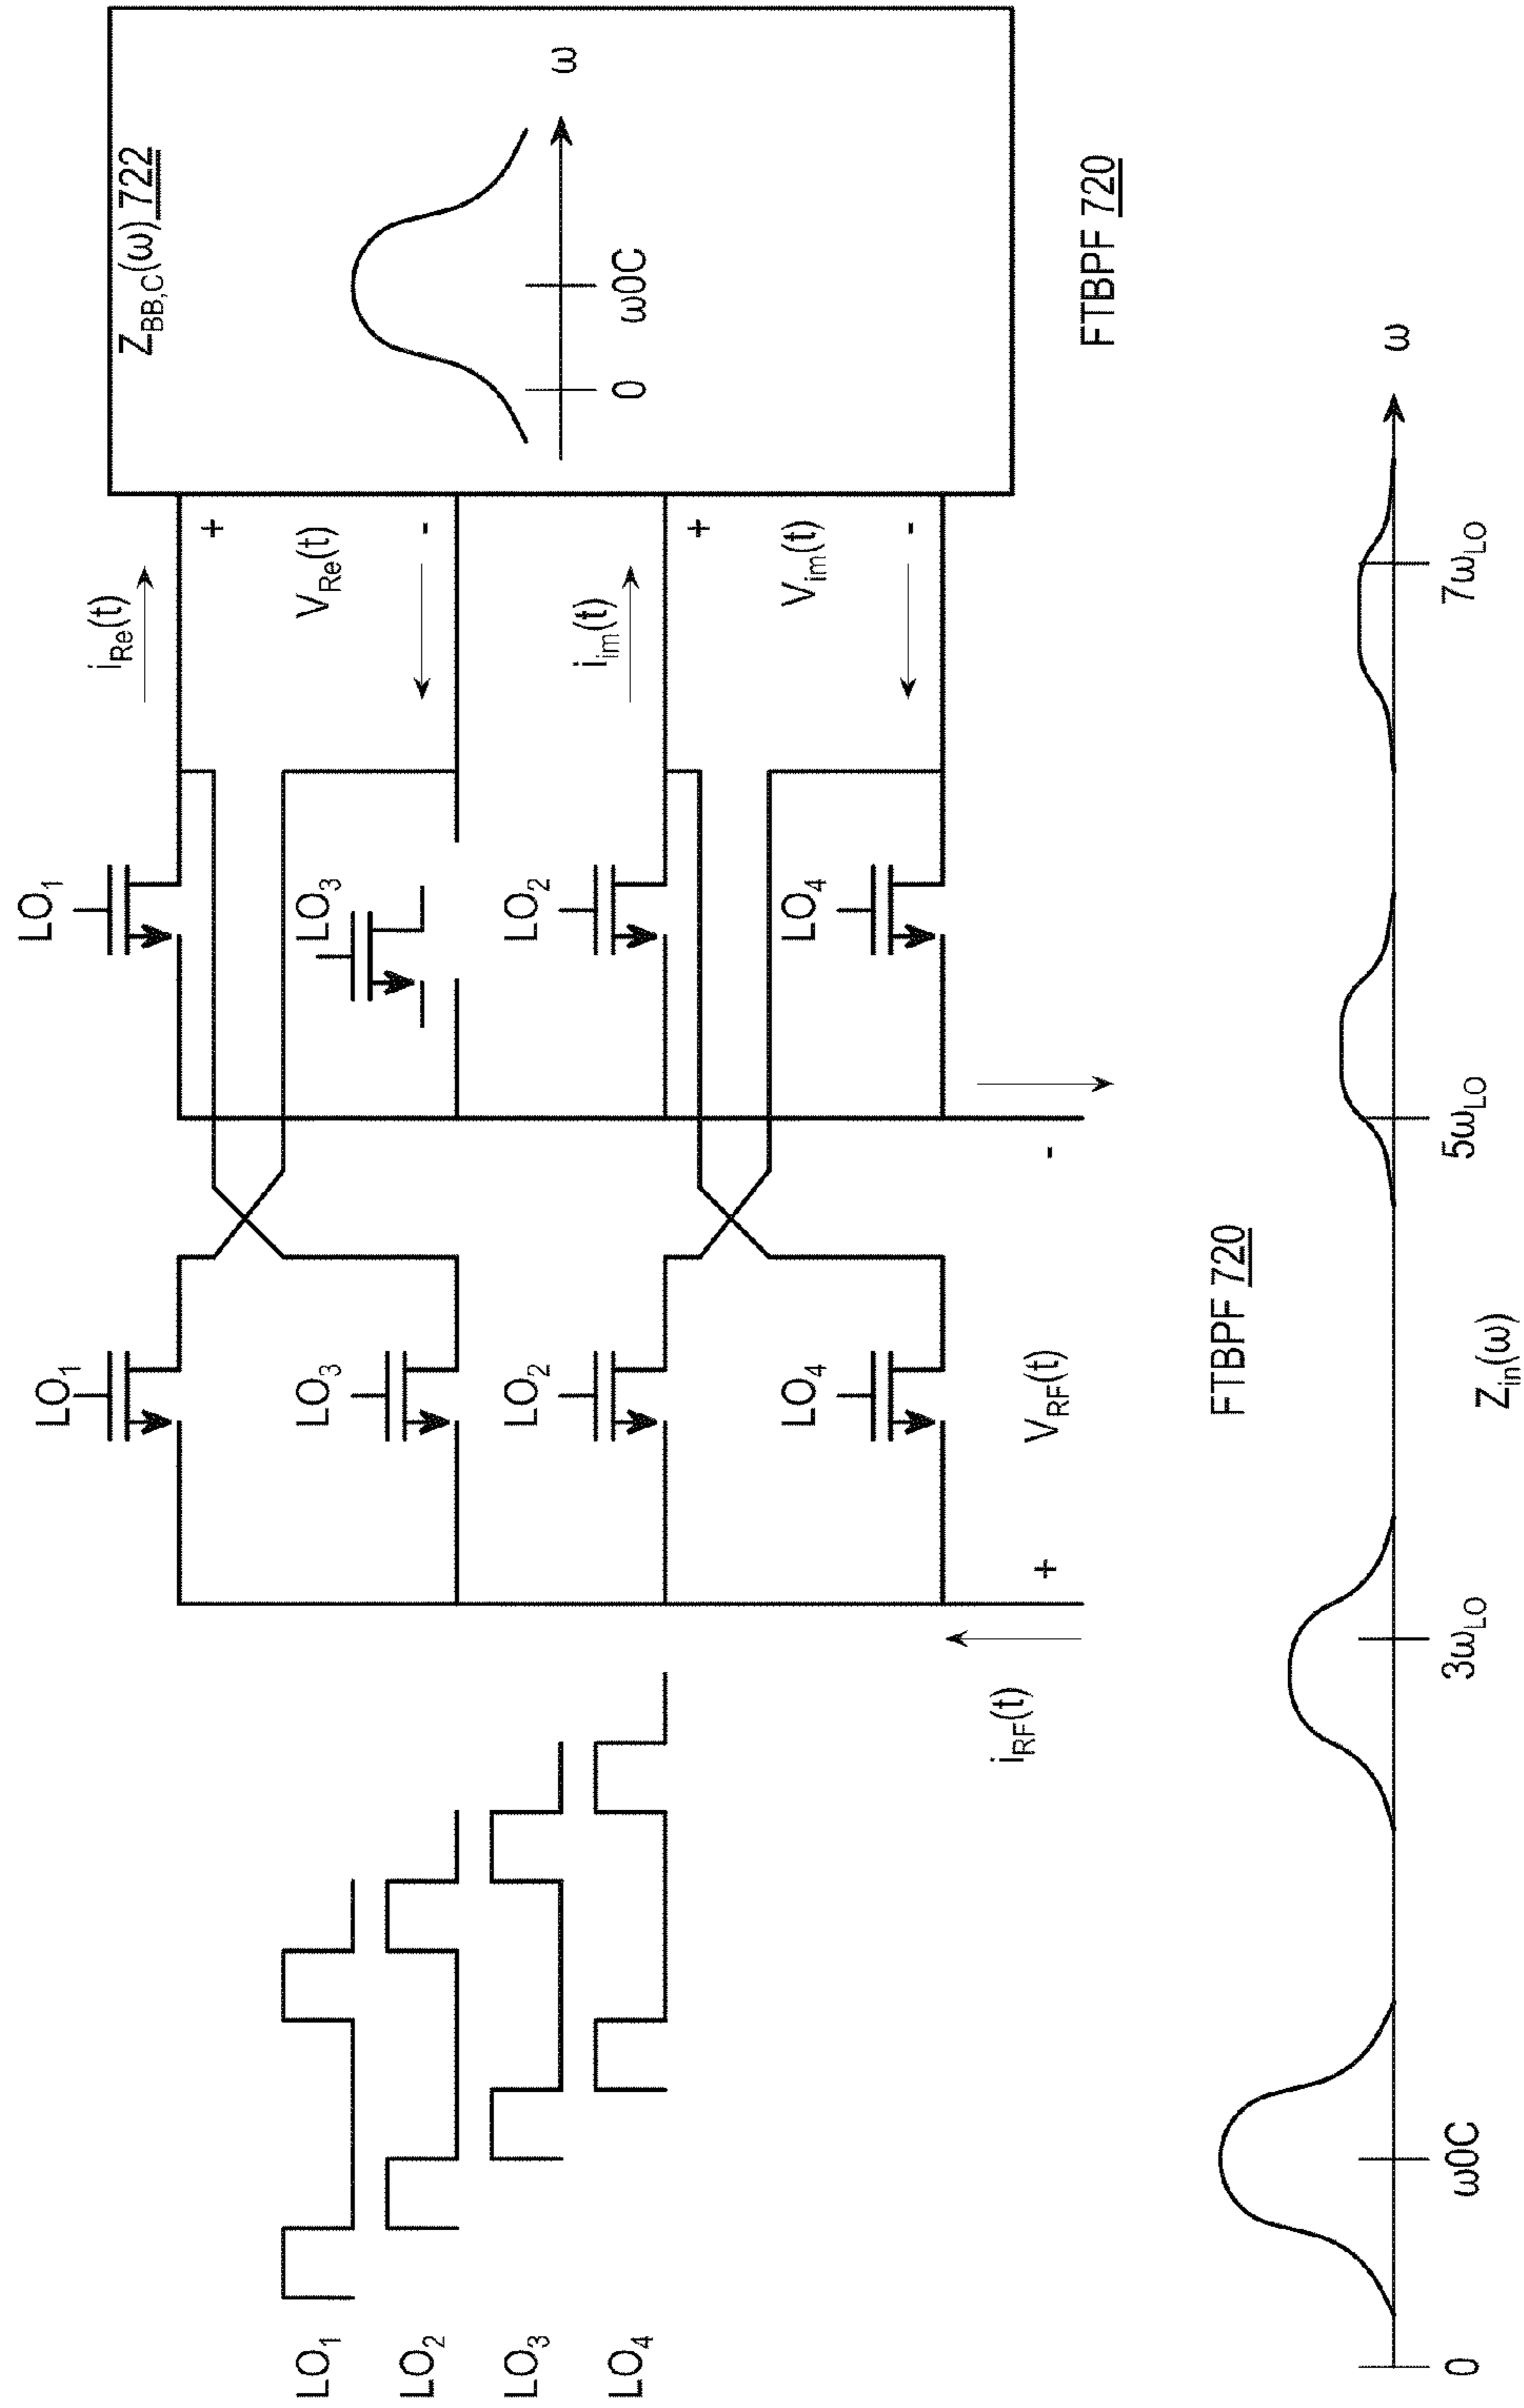 LO1
LO2
LO3
LO4
LO1
LO3
LO2
LO4
iRF(t)
+
VRF(t)
-
LO1
LO3
LO2
LO4
iRe(t)
+
VRe(t)
-
iim(t)
+
Vim(t)
-
ZBB,C(ω) 722
0
ω0C
ω
FTBPF 720
FTBPF 720
0
ω0C
3ωLO
5ωLO
7ωLO
ω
Zin(ω)